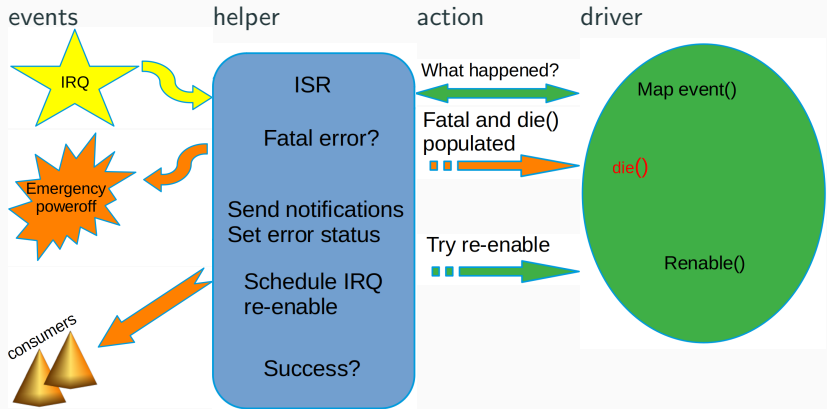 events
helper
action
driver
IRQ
ISR
What happened?
Map event()
Fatal error?
Fatal and die()
populated
die()
Emergency
poweroff
Send notifications
Set error status
Try re-enable
Renable()
Schedule IRQ
re-enable
consumers
Success?